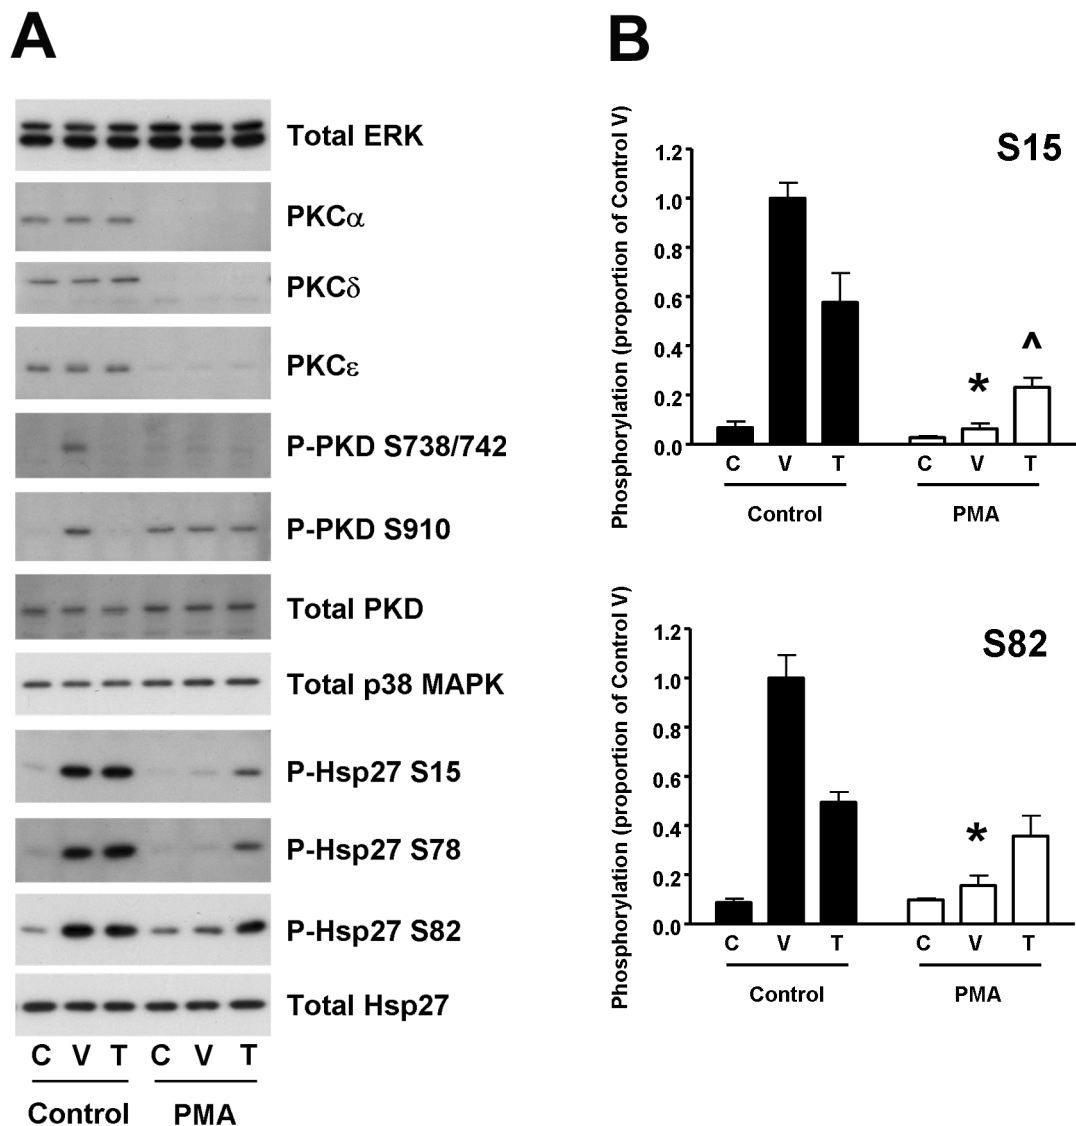 A
Total ERK
PKCα
PKCδ
PKCε
P-PKD S738/742
P-PKD S910
Total PKD
Total p38 MAPK
P-Hsp27 S15
P-Hsp27 S78
P-Hsp27 S82
Total Hsp27
C V T C V T
Control PMA
B
Phosphorylation (proportion of Control V)
S15
1.2
1.0
0.8
0.6
0.4
0.2
0.0
^
*
C V T C V T
Control PMA
Phosphorylation (proportion of Control V)
S82
1.2
1.0
0.8
0.6
0.4
0.2
0.0
*
C V T C V T
Control PMA